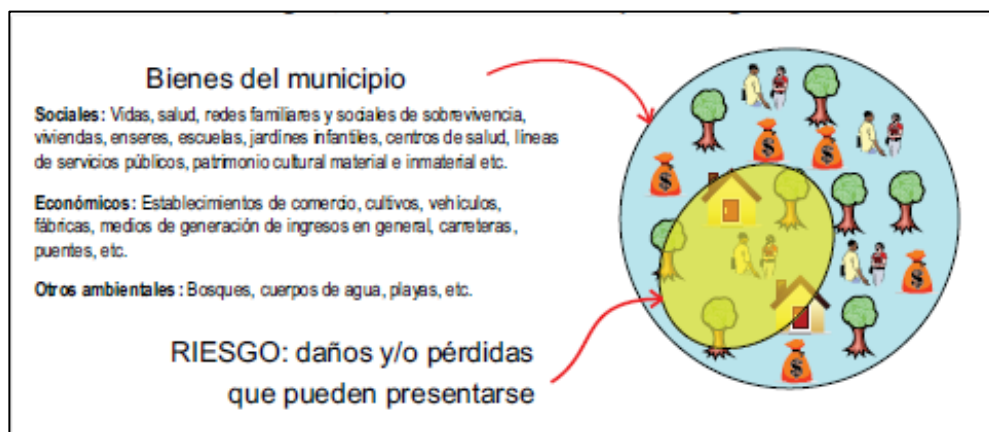 Bienes del municipio
Sociales: Vidas, salud, redes familiares y sociales de sobrevivencia,
viviendas, enseres, escuelas, jardines infantiles, centros de salud, líneas
de servicios públicos, patrimonio cultural material e inmaterial etc.
Económicos: Establecimientos de comercio, cultivos, vehículos,
fábricas, medios de generación de ingresos en general, carreteras,
puentes, etc.
Otros ambientales: Bosques, cuerpos de agua, playas, etc.
RIESGO: daños y/o pérdidas
que pueden presentarse